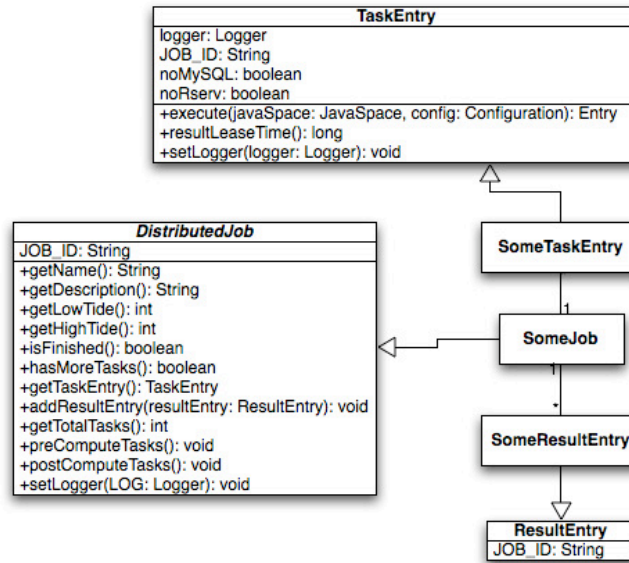 TaskEntry
logger: Logger
JOB_ID: String
noMySQL: boolean
noRserv: boolean
+execute(javaSpace: JavaSpace, config: Configuration): Entry
+resultLeaseTime(): long
+setLogger(logger: Logger): void
DistributedJob
JOB_ID: String
+getName(): String
+getDescription(): String
+getLowTide(): int
+getHighTide(): int
+isFinished(): boolean
+hasMoreTasks(): boolean
+getTaskEntry(): TaskEntry
+addResultEntry(resultEntry: ResultEntry): void
+getTotalTasks(): int
+preComputeTasks(): void
+postComputeTasks(): void
+setLogger(LOG: Logger): void
SomeTaskEntry
1
SomeJob
1
*
SomeResultEntry
ResultEntry
JOB_ID: String